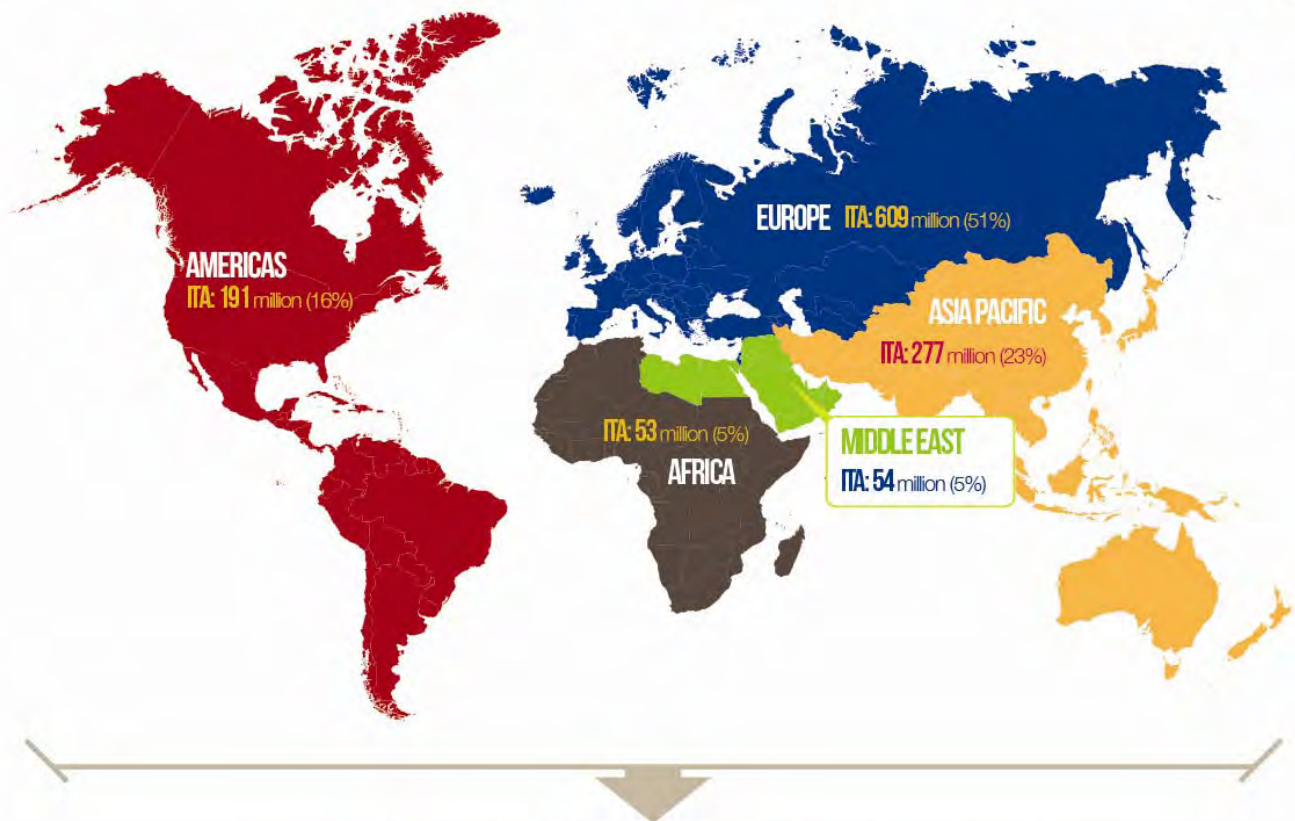 EUROPE ITA: 609 million (51%)
AMERICAS
ITA: 191 million (16%)
ASIA PACIFIC
ITA: 277 million (23%)
ITA: 53 million (5%)
AFRICA
MIDDLE EAST
ITA: 54 million (5%)